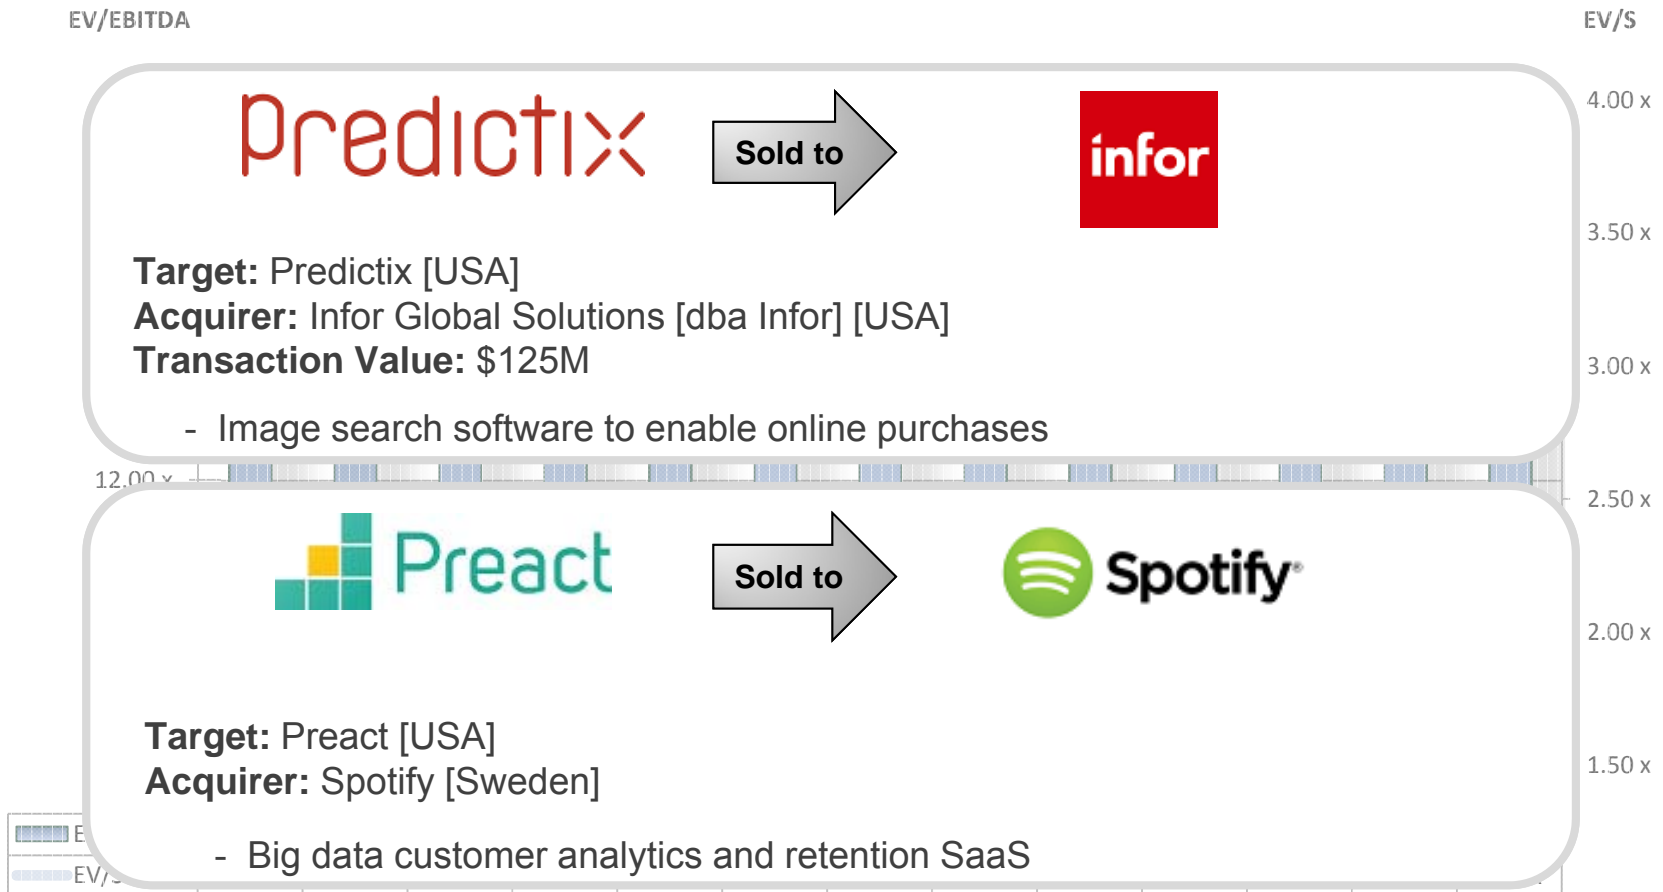 EV/EBITDA
EV/S
4.00 x
Predictix
Sold to
infor
3.50 x
Target: Predictix [USA]
Acquirer: Infor Global Solutions [dba Infor] [USA]
Transaction Value: $125M
3.00 x
- Image search software to enable online purchases
12.00 x
2.50 x
Preact
Sold to
Spotify®
2.00 x
Target: Preact [USA]
Acquirer: Spotify [Sweden]
1.50 x
- Big data customer analytics and retention SaaS